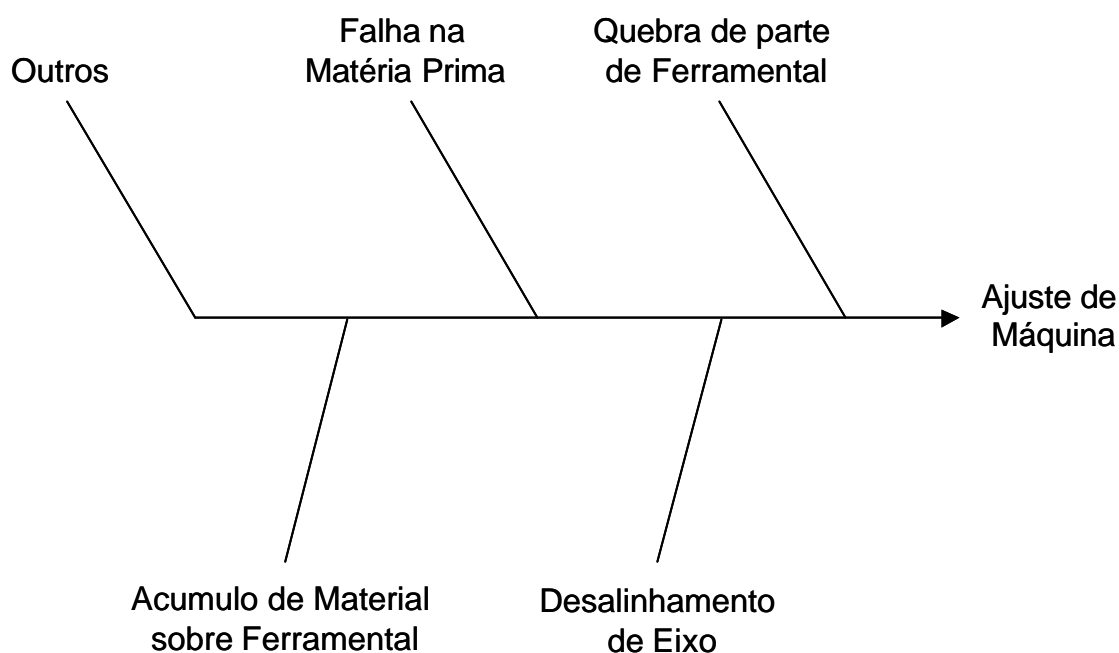 Outros
Falha na
Matéria Prima
Quebra de parte
de Ferramental
Ajuste de
Máquina
Acumulo de Material
sobre Ferramental
Desalinhamento
de Eixo